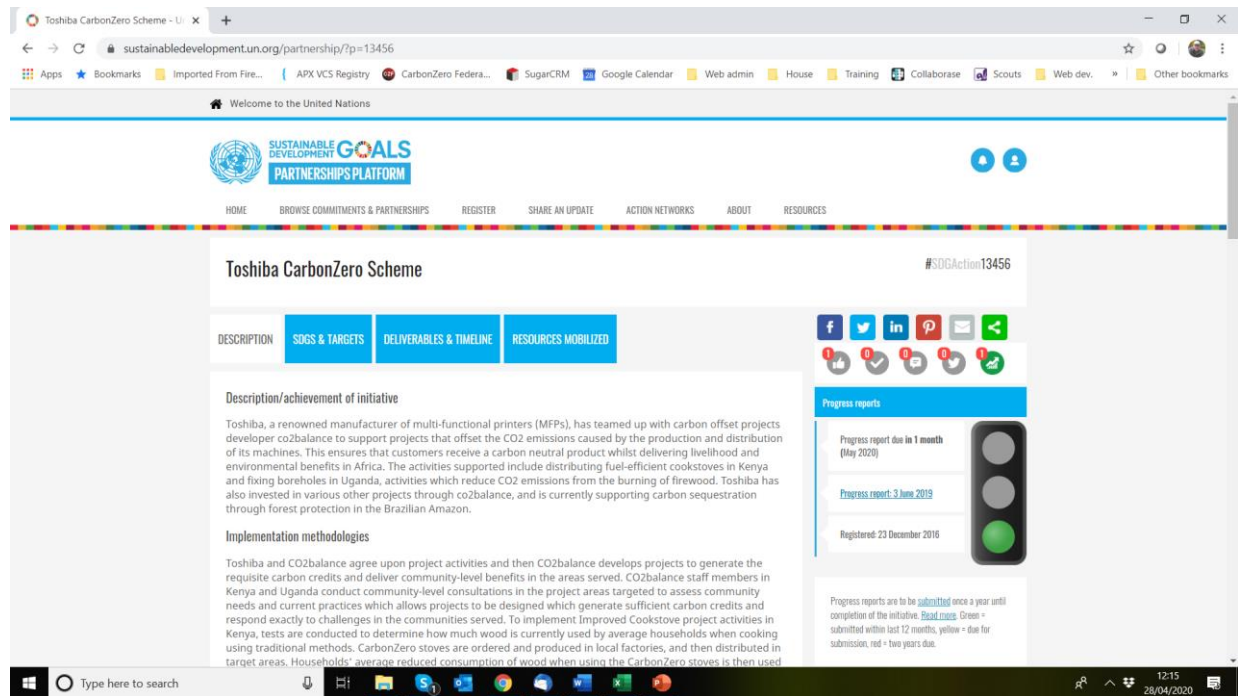 Toshiba CarbonZero Scheme - U
sustainabledevelopment.un.org/partnership/?p=13456
Apps Bookmarks Imported From Fire... APX VCS Registry CarbonZero Federa... SugarCRM Google Calendar Web admin House Training Collaborase Scouts Web dev. » Other bookmarks
Welcome to the United Nations
SUSTAINABLE DEVELOPMENT GOALS
PARTNERSHIPS PLATFORM
HOME BROWSE COMMITMENTS & PARTNERSHIPS REGISTER SHARE AN UPDATE ACTION NETWORKS ABOUT RESOURCES
Toshiba CarbonZero Scheme
#SDGAction13456
DESCRIPTION SDGS & TARGETS DELIVERABLES & TIMELINE RESOURCES MOBILIZED
1 0 0 0 1
Description/achievement of initiative
Toshiba, a renowned manufacturer of multi-functional printers (MFPs), has teamed up with carbon offset projects
developer co2balance to support projects that offset the CO2 emissions caused by the production and distribution
of its machines. This ensures that customers receive a carbon neutral product whilst delivering livelihood and
environmental benefits in Africa. The activities supported include distributing fuel-efficient cookstoves in Kenya
and fixing boreholes in Uganda, activities which reduce CO2 emissions from the burning of firewood. Toshiba has
also invested in various other projects through co2balance, and is currently supporting carbon sequestration
through forest protection in the Brazilian Amazon.
Implementation methodologies
Toshiba and CO2balance agree upon project activities and then CO2balance develops projects to generate the
requisite carbon credits and deliver community-level benefits in the areas served. CO2balance staff members in
Kenya and Uganda conduct community-level consultations in the project areas targeted to assess community
needs and current practices which allows projects to be designed which generate sufficient carbon credits and
respond exactly to challenges in the communities served. To implement Improved Cookstove project activities in
Kenya, tests are conducted to determine how much wood is currently used by average households when cooking
using traditional methods. CarbonZero stoves are ordered and produced in local factories, and then distributed in
target areas. Households' average reduced consumption of wood when using the CarbonZero stoves is then used
Progress reports
Progress report due in 1 month
(May 2020)
Progress report: 3 June 2019
Registered: 23 December 2016
Progress reports are to be submitted once a year until
completion of the initiative. Read more. Green =
submitted within last 12 months, yellow = due for
submission, red = two years due.
Type here to search
12:15
28/04/2020